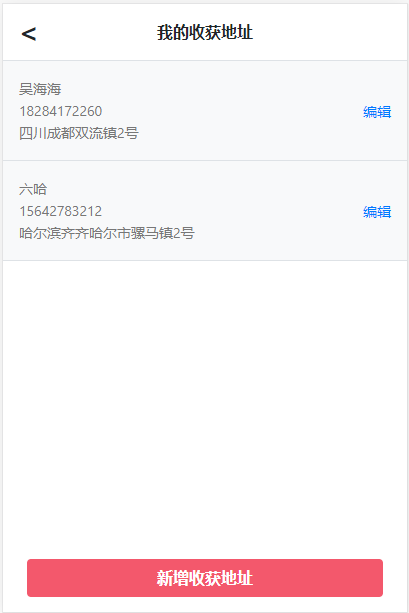 <
我的收获地址
吴海海
18284172260
四川成都双流镇2号
编辑
六哈
15642783212
哈尔滨齐齐哈尔市骡马镇2号
编辑
新增收获地址